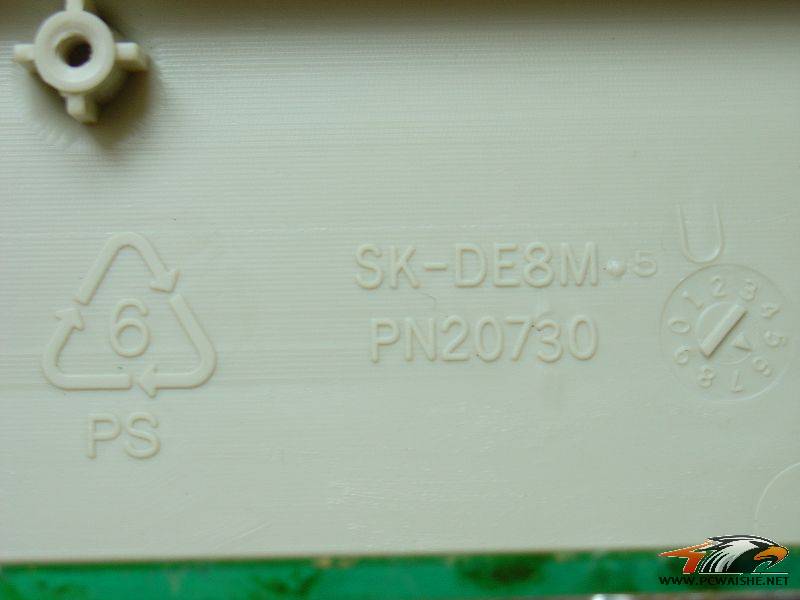 SK-DE8M•5
PN20730
U
6
PS
0 1 2 3 4 5 6 7 8 9
WWW.PCWAISHE.NET